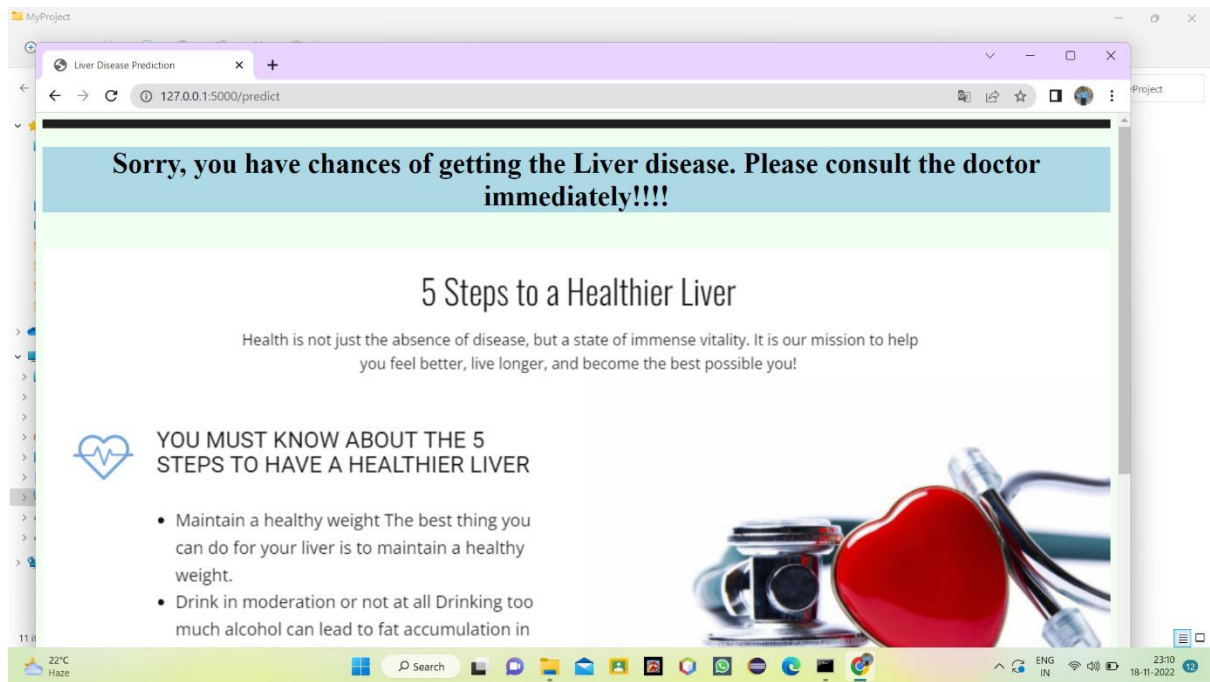 MyProject
Liver Disease Prediction
127.0.0.1:5000/predict
Project
Sorry, you have chances of getting the Liver disease. Please consult the doctor
immediately!!!!
5 Steps to a Healthier Liver
Health is not just the absence of disease, but a state of immense vitality. It is our mission to help
you feel better, live longer, and become the best possible you!
YOU MUST KNOW ABOUT THE 5
STEPS TO HAVE A HEALTHIER LIVER
• Maintain a healthy weight The best thing you
can do for your liver is to maintain a healthy
weight.
• Drink in moderation or not at all Drinking too
much alcohol can lead to fat accumulation in
11
22°C
Haze
Search
ENG
IN
23:10
18-11-2022
12